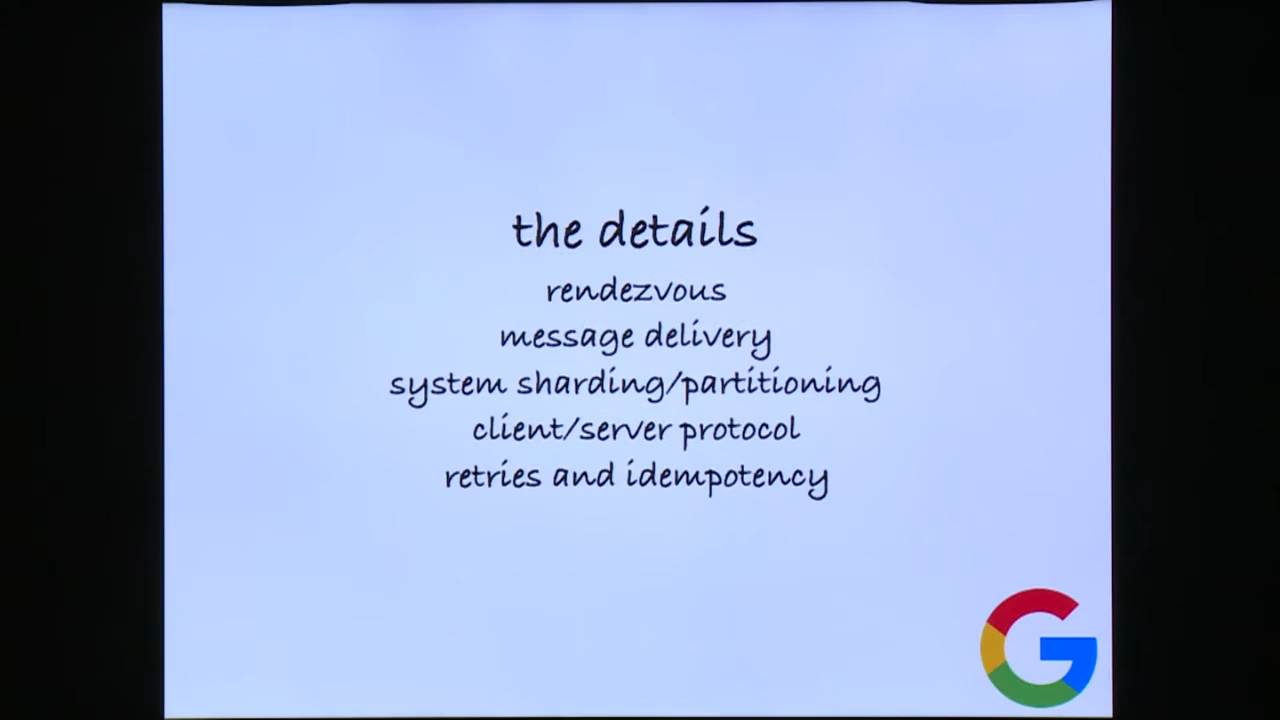 the details
rendezvous
message delivery
system sharding/partitioning
client/server protocol
retries and idempotency